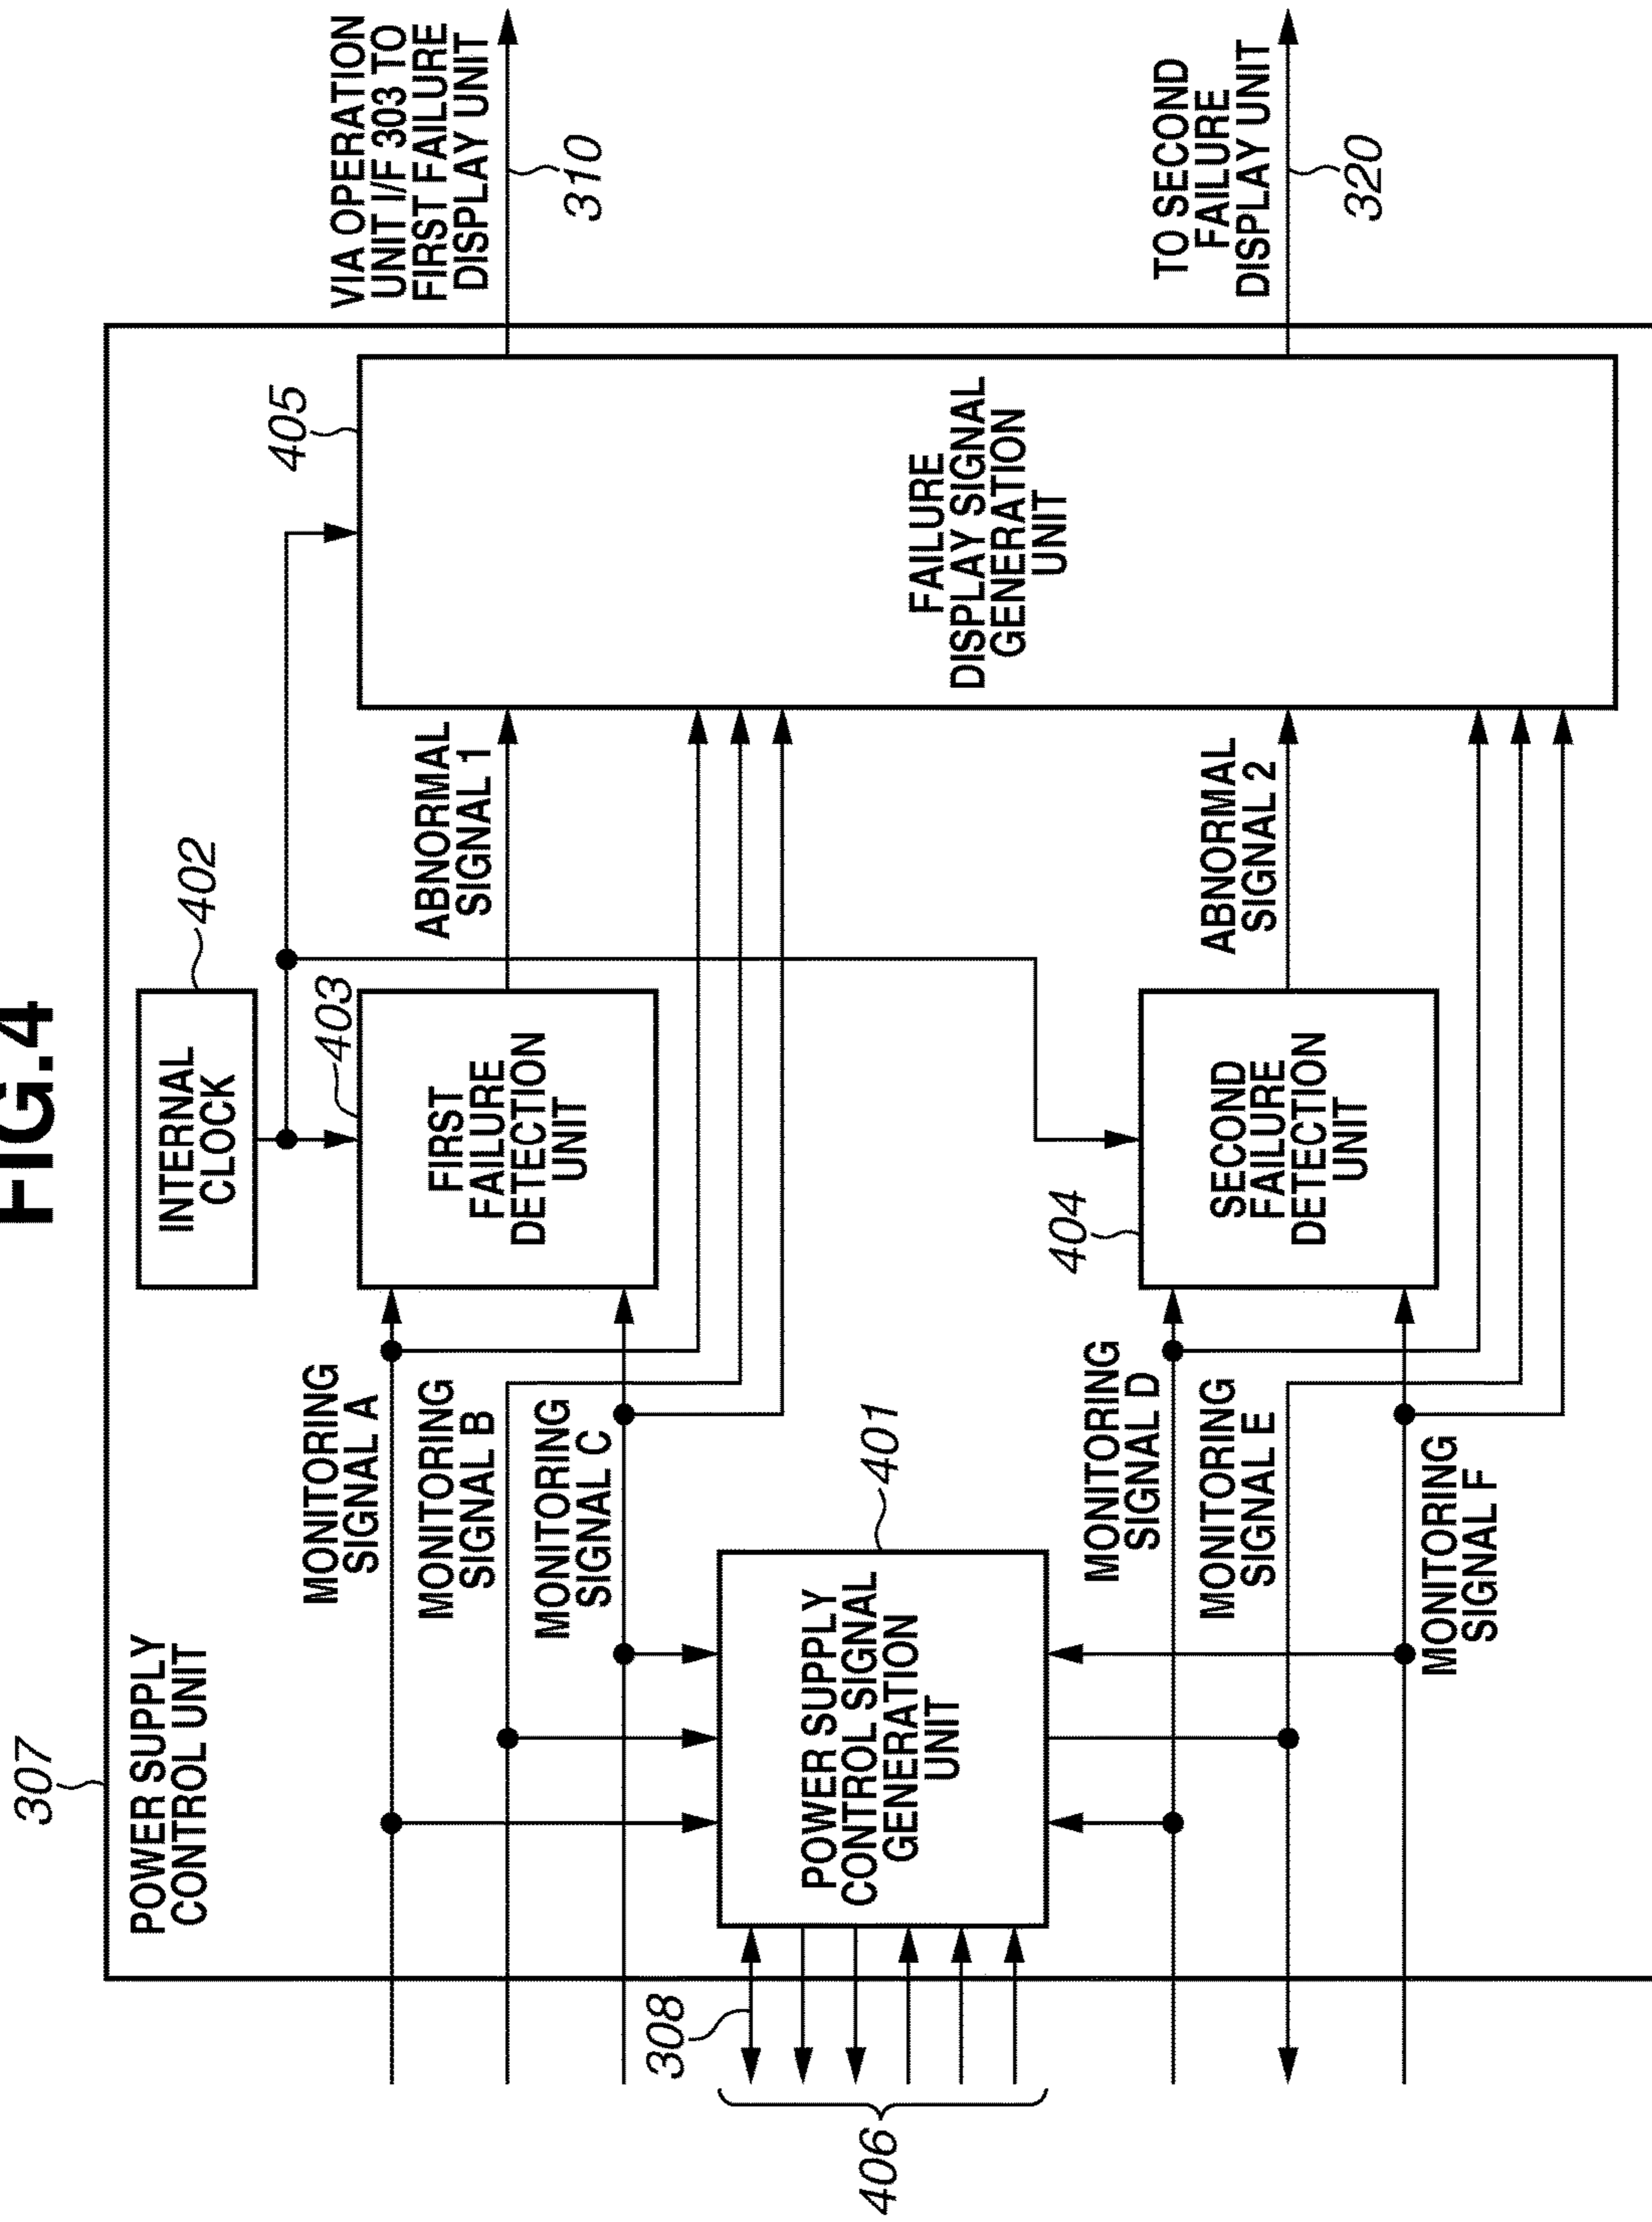 FIG.4
307
POWER SUPPLY
CONTROL UNIT
INTERNAL
CLOCK
402
403
405
VIA OPERATION
UNIT I/F 303 TO
FIRST FAILURE
DISPLAY UNIT
310
MONITORING
SIGNAL A
MONITORING
SIGNAL B
MONITORING
SIGNAL C
FIRST
FAILURE
DETECTION
UNIT
ABNORMAL
SIGNAL 1
FAILURE
DISPLAY SIGNAL
GENERATION
UNIT
308
406
POWER SUPPLY
CONTROL SIGNAL
GENERATION
UNIT
401
404
MONITORING
SIGNAL D
MONITORING
SIGNAL E
MONITORING
SIGNAL F
SECOND
FAILURE
DETECTION
UNIT
ABNORMAL
SIGNAL 2
TO SECOND
FAILURE
DISPLAY UNIT
320